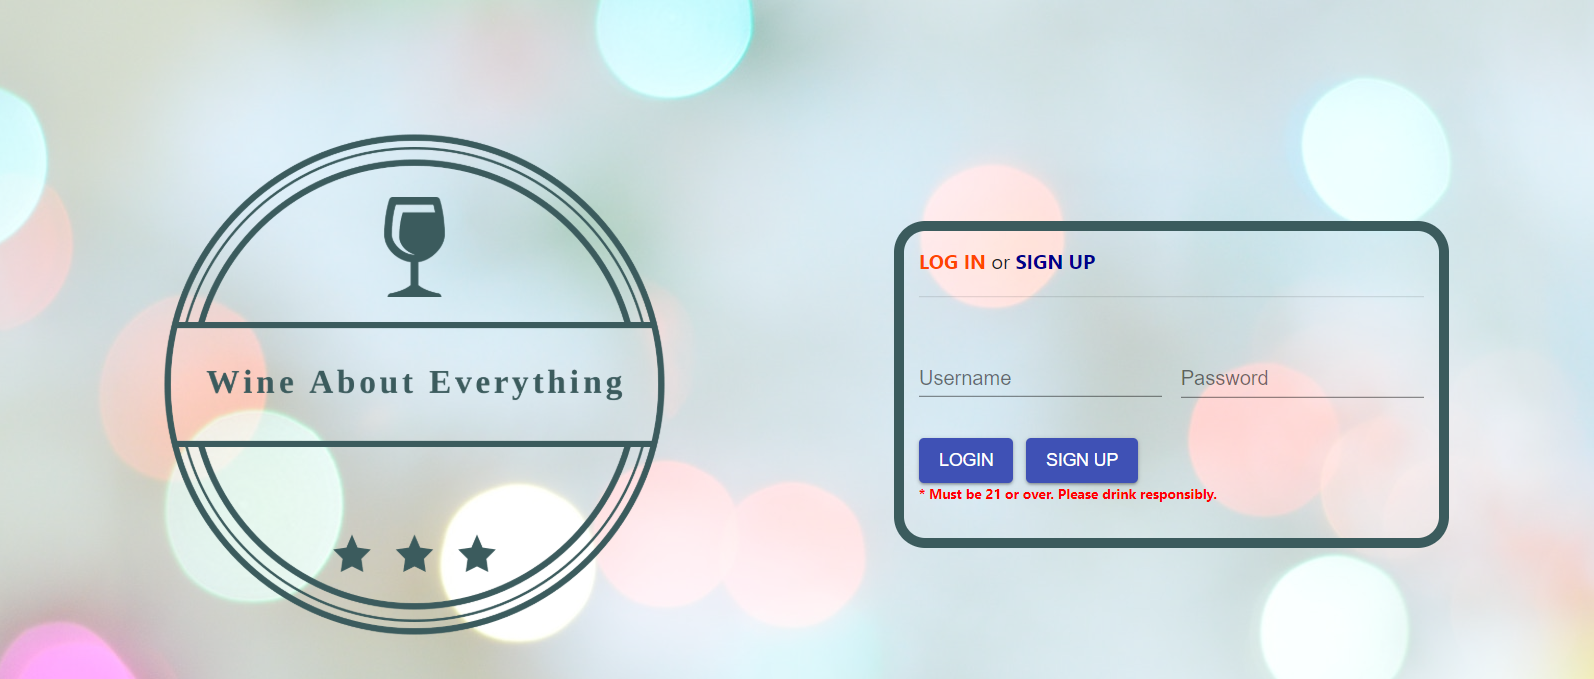 Wine About Everything
LOG IN or SIGN UP
Username
Password
LOGIN
SIGN UP
* Must be 21 or over. Please drink responsibly.